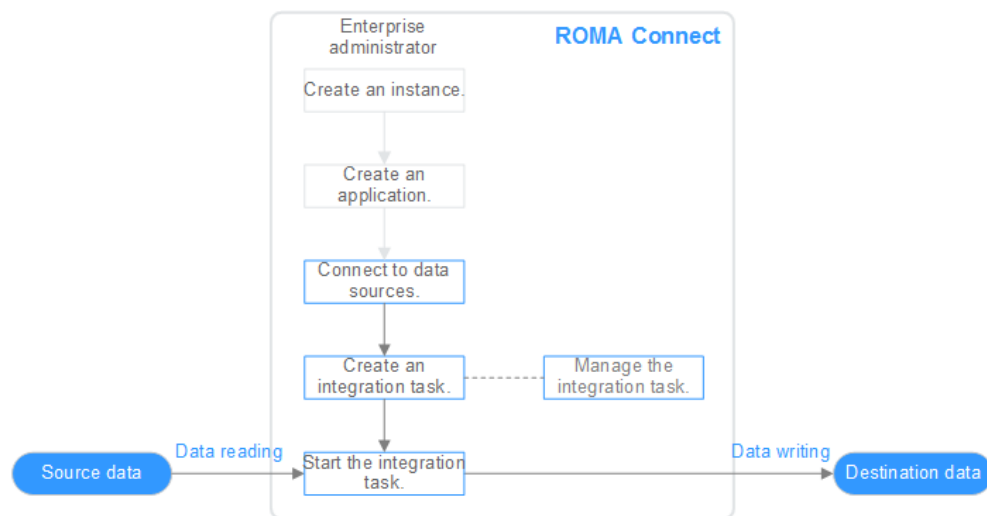 Enterprise
administrator
ROMA Connect
Create an instance.
Create an
application.
Connect to data
sources.
Create an
integration task.
Manage the
integration task.
Data reading
Data writing
Source data
Start the integration
task.
Destination data